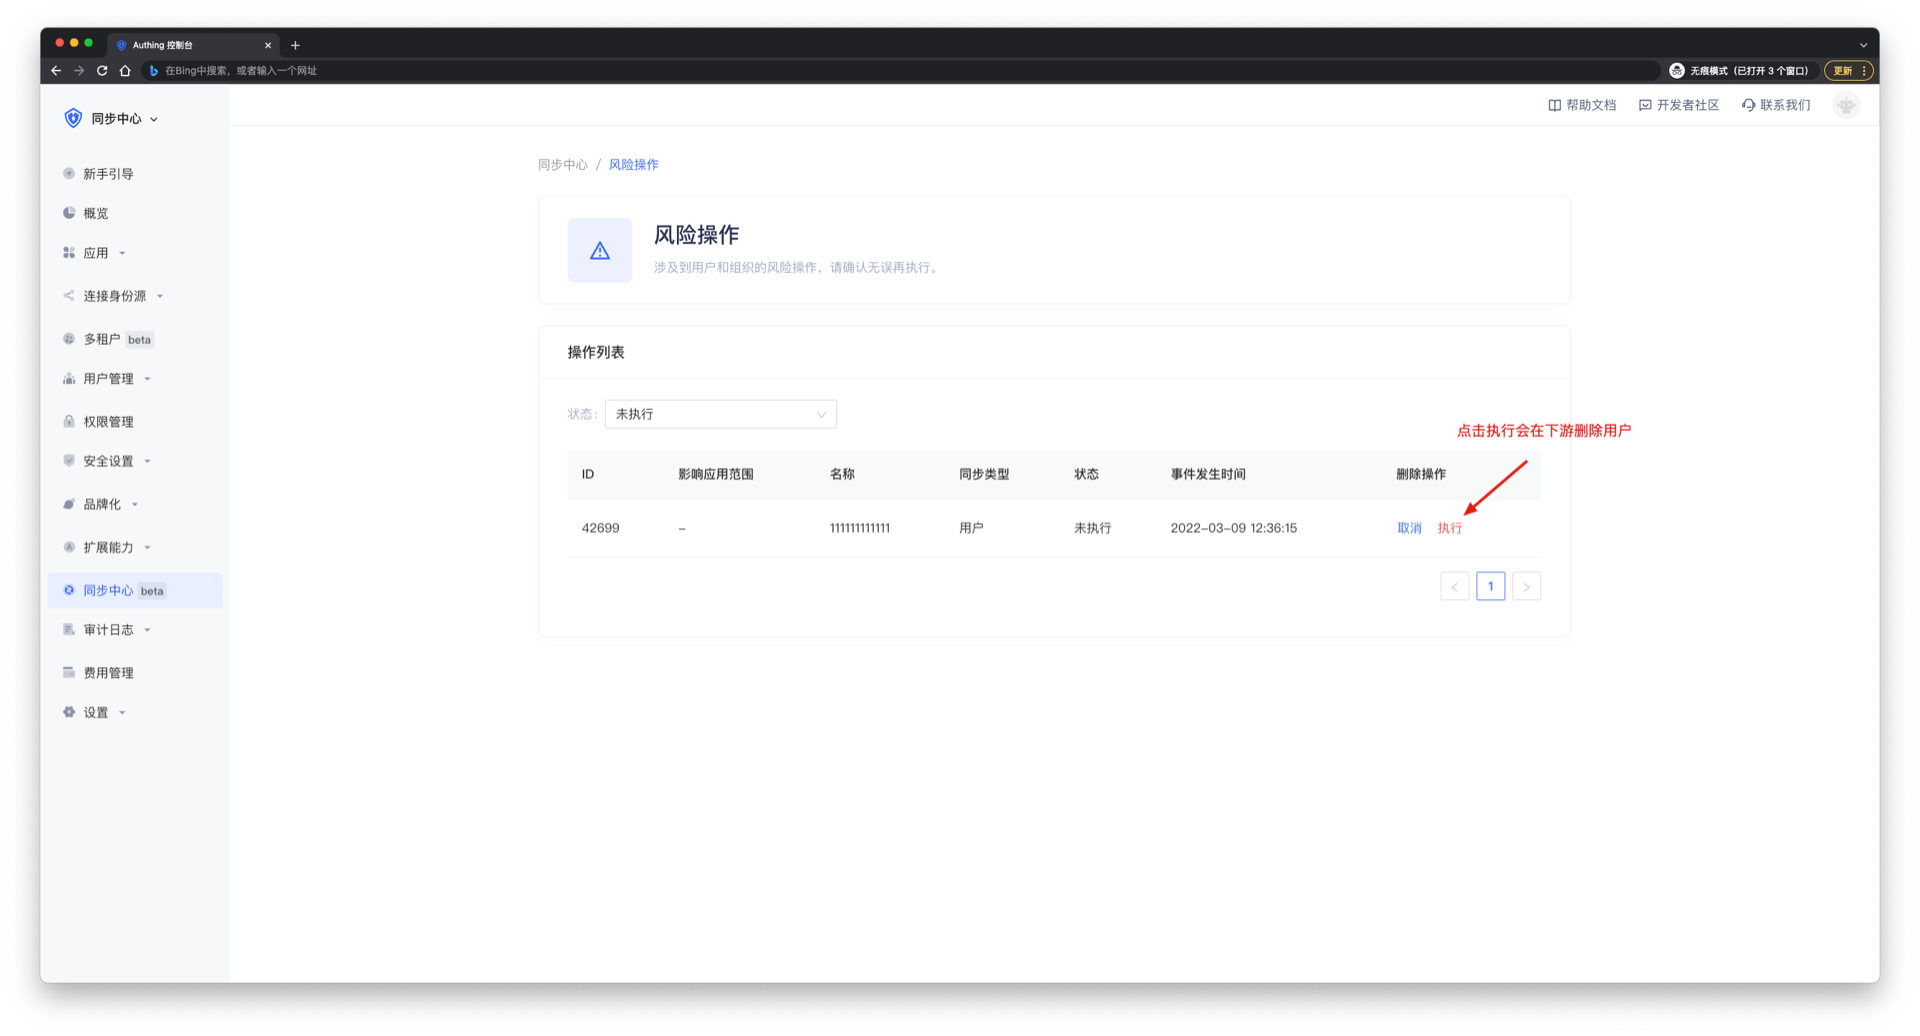 Authing 控制台
在Bing中搜索，或者输入一个网址
无痕模式（已打开 3 个窗口）
更新
同步中心
帮助文档
开发者社区
联系我们
新手引导
概览
应用
连接身份源
多租户 beta
用户管理
权限管理
安全设置
品牌化
扩展能力
同步中心 beta
审计日志
费用管理
设置
同步中心 / 风险操作
风险操作
涉及到用户和组织的风险操作，请确认无误再执行。
操作列表
状态： 未执行
点击执行会在下游删除用户
ID 影响应用范围 名称 同步类型 状态 事件发生时间 删除操作
42699 – 111111111111 用户 未执行 2022-03-09 12:36:15 取消 执行
< 1 >